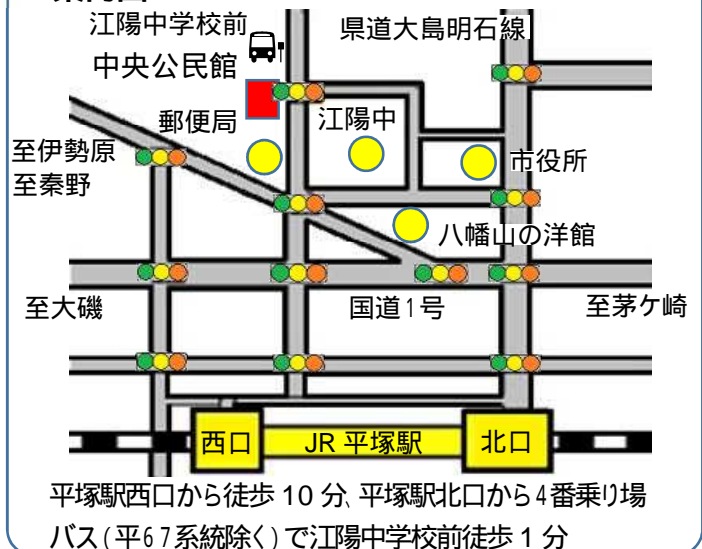 江陽中学校前
県道大島明石線
中央公民館
郵便局
江陽中
至伊勢原
至秦野
市役所
八幡山の洋館
至大磯
国道1号
至茅ケ崎
西口
JR 平塚駅
北口
平塚駅西口から徒歩 10 分、平塚駅北口から4番乗り場
バス(平67系統除く)で江陽中学校前徒歩 1 分